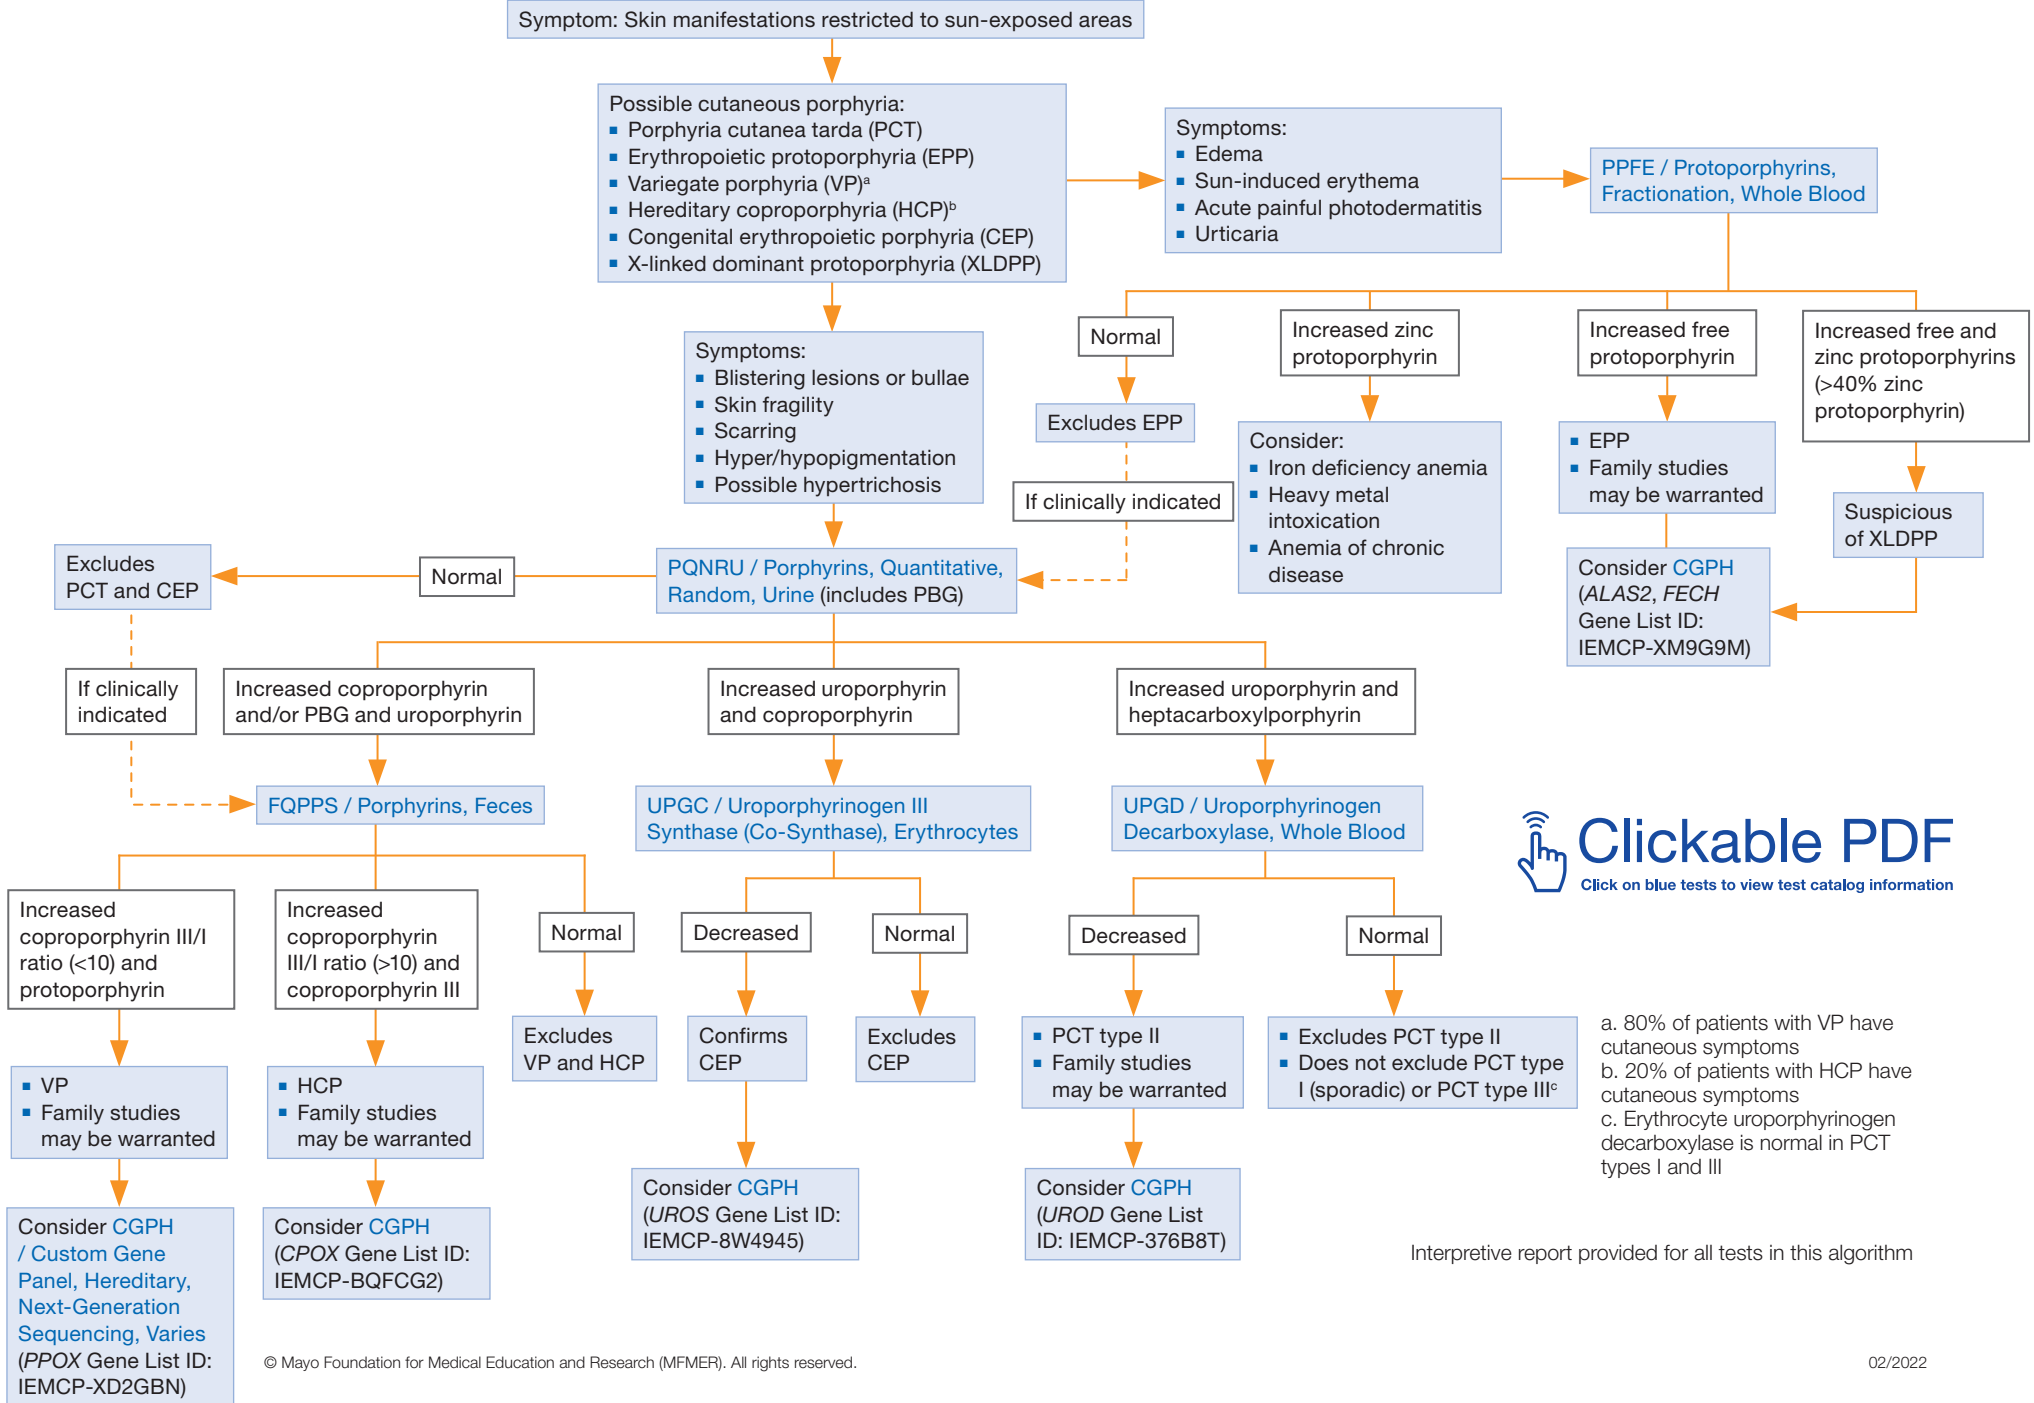 Symptom: Skin manifestations restricted to sun-exposed areas
Possible cutaneous porphyria:
▪ Porphyria cutanea tarda (PCT)
▪ Erythropoietic protoporphyria (EPP)
▪ Variegate porphyria (VP)ᵃ
▪ Hereditary coproporphyria (HCP)ᵇ
▪ Congenital erythropoietic porphyria (CEP)
▪ X-linked dominant protoporphyria (XLDPP)
Symptoms:
▪ Edema
▪ Sun-induced erythema
▪ Acute painful photodermatitis
▪ Urticaria
PPFE / Protoporphyrins,
Fractionation, Whole Blood
Normal
Increased zinc
protoporphyrin
Increased free
protoporphyrin
Increased free and
zinc protoporphyrins
(>40% zinc
protoporphyrin)
Symptoms:
▪ Blistering lesions or bullae
▪ Skin fragility
▪ Scarring
▪ Hyper/hypopigmentation
▪ Possible hypertrichosis
Excludes EPP
Consider:
▪ Iron deficiency anemia
▪ Heavy metal
intoxication
▪ Anemia of chronic
disease
▪ EPP
▪ Family studies
may be warranted
Suspicious
of XLDPP
If clinically indicated
Consider CGPH
(ALAS2, FECH
Gene List ID:
IEMCP-XM9G9M)
Excludes
PCT and CEP
Normal
PQNRU / Porphyrins, Quantitative,
Random, Urine (includes PBG)
If clinically
indicated
Increased coproporphyrin
and/or PBG and uroporphyrin
Increased uroporphyrin
and coproporphyrin
Increased uroporphyrin and
heptacarboxylporphyrin
FQPPS / Porphyrins, Feces
UPGC / Uroporphyrinogen III
Synthase (Co-Synthase), Erythrocytes
UPGD / Uroporphyrinogen
Decarboxylase, Whole Blood
Clickable PDF
Click on blue tests to view test catalog information
Increased
coproporphyrin III/I
ratio (<10) and
protoporphyrin
Increased
coproporphyrin
III/I ratio (>10) and
coproporphyrin III
Normal
Decreased
Normal
Decreased
Normal
▪ VP
▪ Family studies
may be warranted
▪ HCP
▪ Family studies
may be warranted
Excludes
VP and HCP
Confirms
CEP
Excludes
CEP
▪ PCT type II
▪ Family studies
may be warranted
▪ Excludes PCT type II
▪ Does not exclude PCT type
I (sporadic) or PCT type IIIᶜ
a. 80% of patients with VP have
cutaneous symptoms
b. 20% of patients with HCP have
cutaneous symptoms
c. Erythrocyte uroporphyrinogen
decarboxylase is normal in PCT
types I and III
Consider CGPH
/ Custom Gene
Panel, Hereditary,
Next-Generation
Sequencing, Varies
(PPOX Gene List ID:
IEMCP-XD2GBN)
Consider CGPH
(CPOX Gene List ID:
IEMCP-BQFCG2)
Consider CGPH
(UROS Gene List ID:
IEMCP-8W4945)
Consider CGPH
(UROD Gene List
ID: IEMCP-376B8T)
Interpretive report provided for all tests in this algorithm
© Mayo Foundation for Medical Education and Research (MFMER). All rights reserved.
02/2022